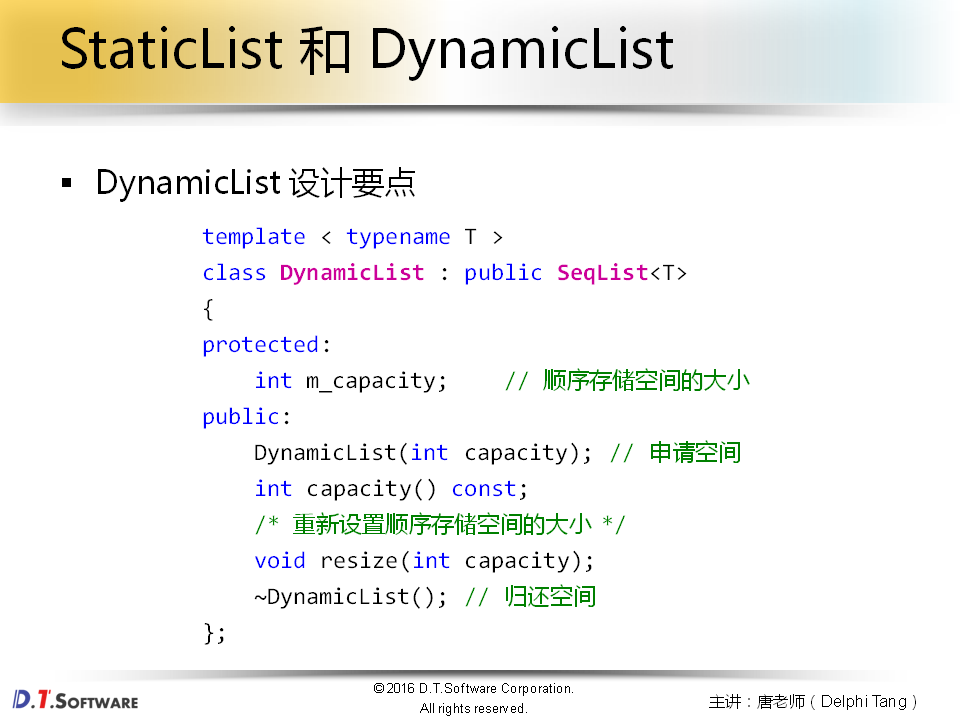 StaticList 和 DynamicList
▪ DynamicList 设计要点
template < typename T >
class DynamicList : public SeqList<T>
{
protected:
    int m_capacity;    // 顺序存储空间的大小
public:
    DynamicList(int capacity); // 申请空间
    int capacity() const;
    /* 重新设置顺序存储空间的大小 */
    void resize(int capacity);
    ~DynamicList(); // 归还空间
};
D.T.SOFTWARE
©2016 D.T.Software Corporation.
All rights reserved.
主讲：唐老师（Delphi Tang）